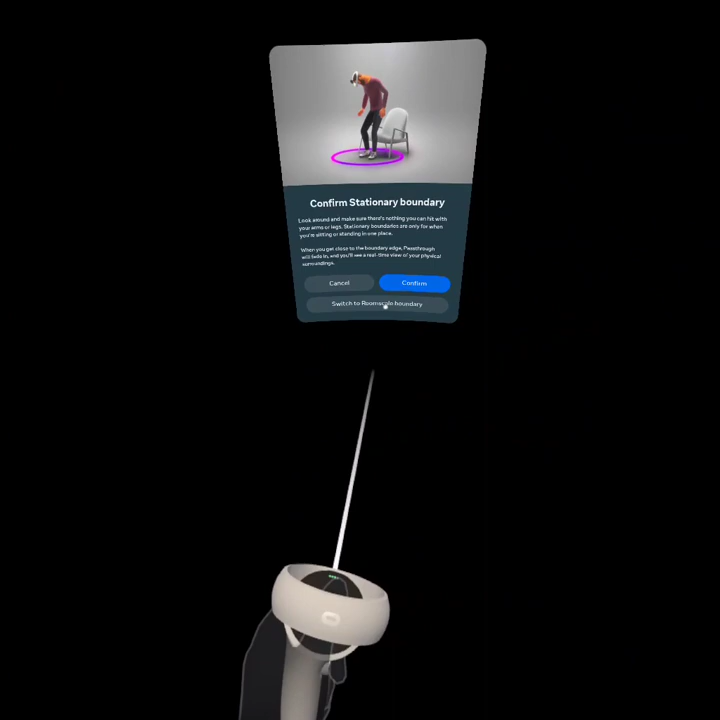 Confirm Stationary boundary
Look around and make sure there's nothing you can hit with
your arms or legs. Stationary boundaries are only for when
you're sitting or standing in one place.
When you get close to the boundary edge, Passthrough
will fade in, and you'll see a real-time view of your physical
surroundings.
Cancel
Confirm
Switch to Roomscale boundary